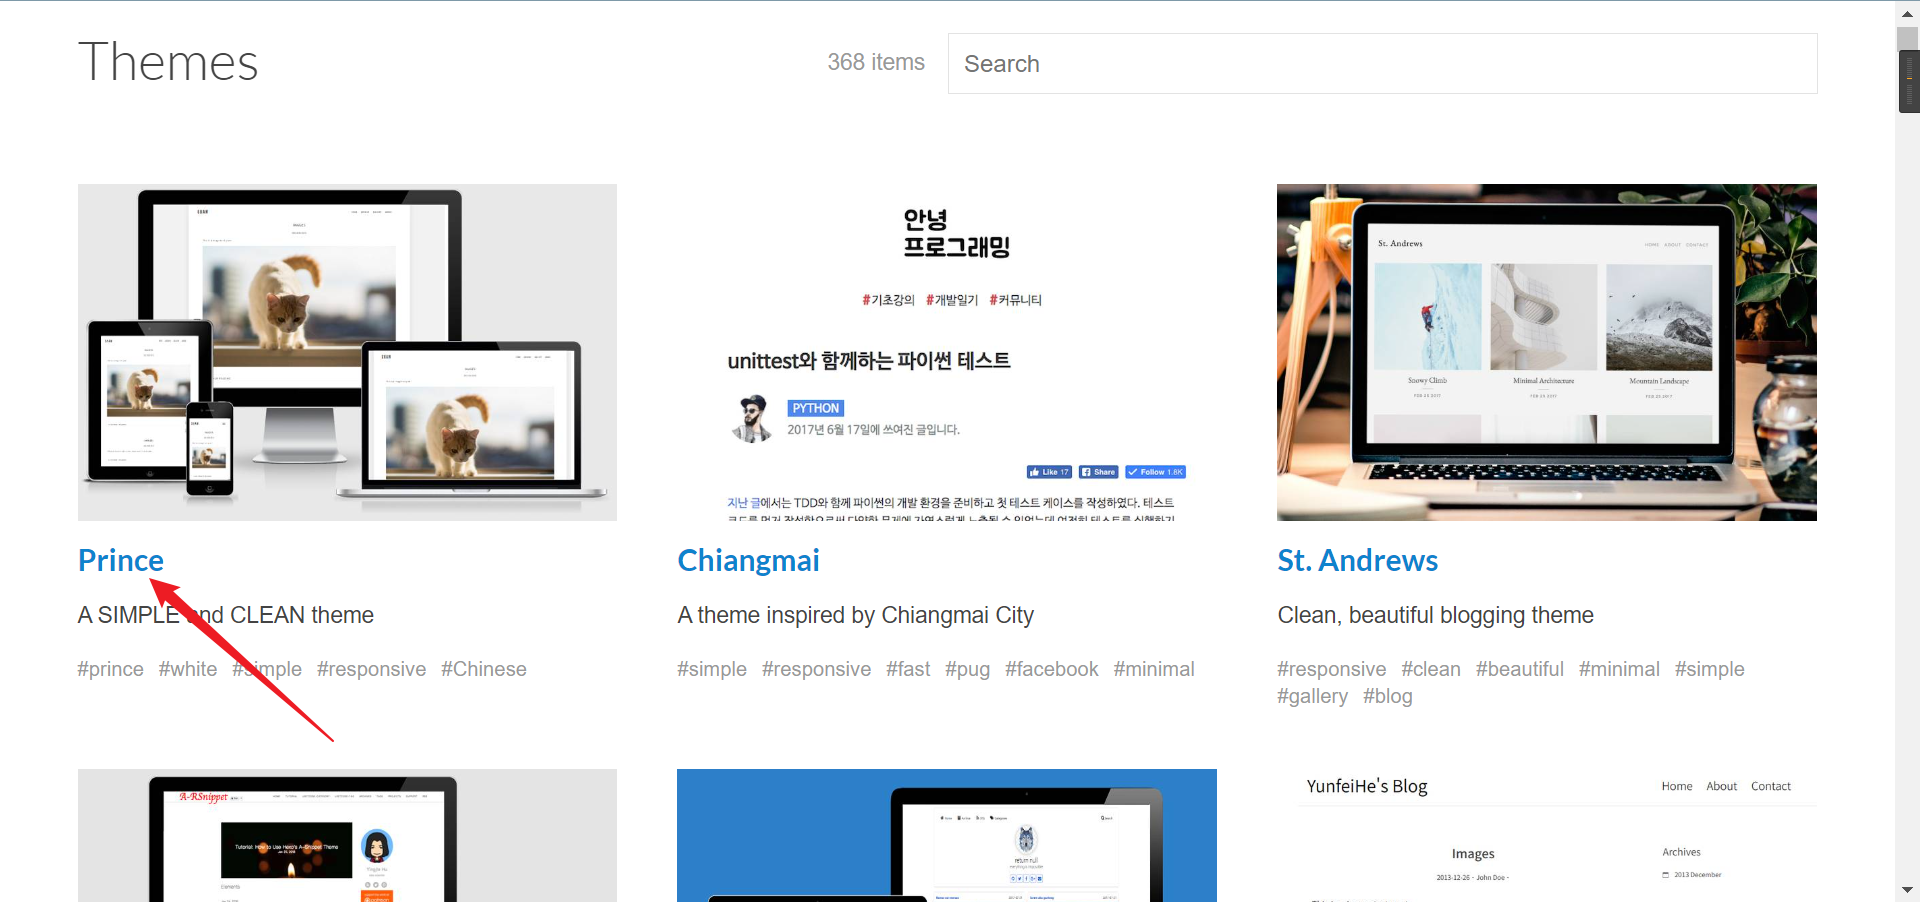 Themes
368 items
Search
안녕
프로그래밍
#기초강의 #개발일기 #커뮤니티
unittest와 함께하는 파이썬 테스트
PYTHON
2017년 6월 17일에 쓰여진 글입니다.
Like 17 Share Follow 1.8K
지난 글에서는 TDD와 함께 파이썬의 개발 환경을 준비하고 첫 테스트 케이스를 작성하였다. 테스트
St. Andrews
HOME ABOUT CONTACT
Snowy Climb
Minimal Architecture
Mountain Landscape
FEB 25 2017
Prince
A SIMPLE and CLEAN theme
#prince #white #simple #responsive #Chinese
Chiangmai
A theme inspired by Chiangmai City
#simple #responsive #fast #pug #facebook #minimal
St. Andrews
Clean, beautiful blogging theme
#responsive #clean #beautiful #minimal #simple
#gallery #blog
A-RSnippet
Tutorial: How to Use Hexo's A-RSnippet Theme
return null
YunfeiHe's Blog
Home About Contact
Images
2013-12-26 - John Doe -
Archives
2013 December